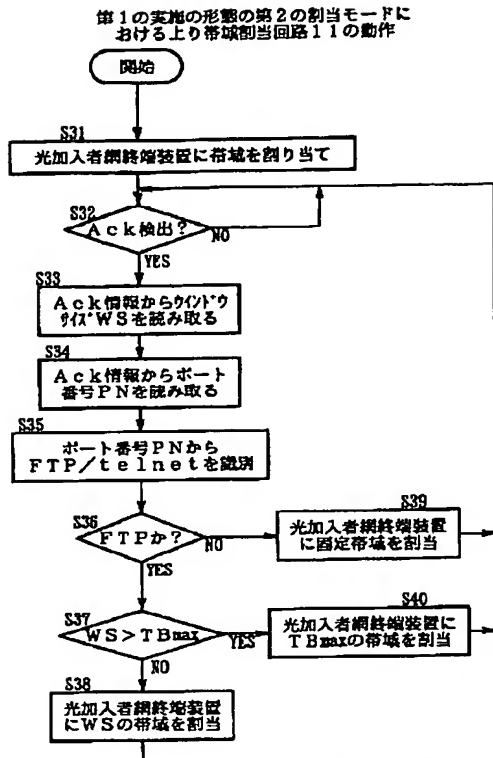 第1の実施の形態の第2の割当モードに
おける上り帯域割当回路11の動作
開始
S31
光加入者網終端装置に帯域を割り当て
S32
Ack検出?
NO
YES
S33
Ack情報からウインドウ
サイズWSを読み取る
S34
Ack情報からポート
番号PNを読み取る
S35
ポート番号PNから
FTP/telnetを識別
S36
FTPか?
NO
YES
S39
光加入者網終端装置
に固定帯域を割当
S37
WS>TBmax
YES
NO
S40
光加入者網終端装置に
TBmaxの帯域を割当
S38
光加入者網終端装置
にWSの帯域を割当